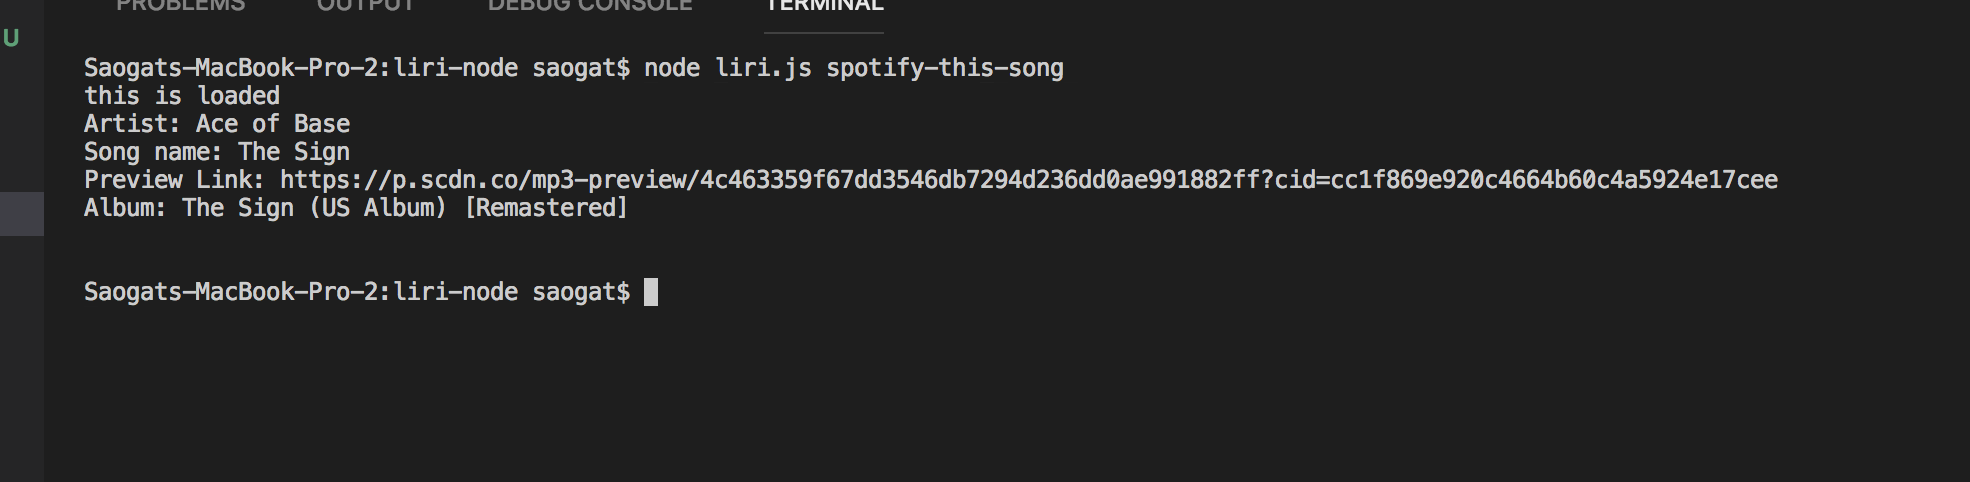 PROBLEMS OUTPUT DEBUG CONSOLE TERMINAL
U
Saogats-MacBook-Pro-2:liri-node saogat$ node liri.js spotify-this-song
this is loaded
Artist: Ace of Base
Song name: The Sign
Preview Link: https://p.scdn.co/mp3-preview/4c463359f67dd3546db7294d236dd0ae991882ff?cid=cc1f869e920c4664b60c4a5924e17cee
Album: The Sign (US Album) [Remastered]
Saogats-MacBook-Pro-2:liri-node saogat$